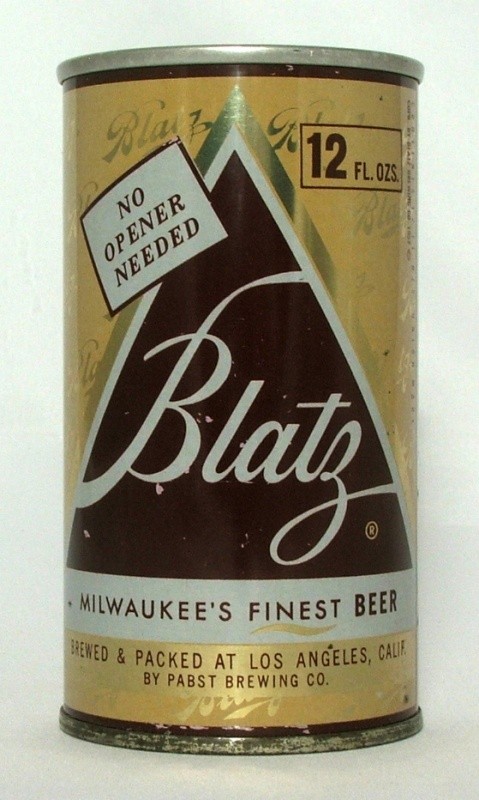 Blatz
12 FL. OZS.
NO
OPENER
NEEDED
Blatz
®
MILWAUKEE'S FINEST BEER
BREWED & PACKED AT LOS ANGELES, CALIF.
BY PABST BREWING CO.